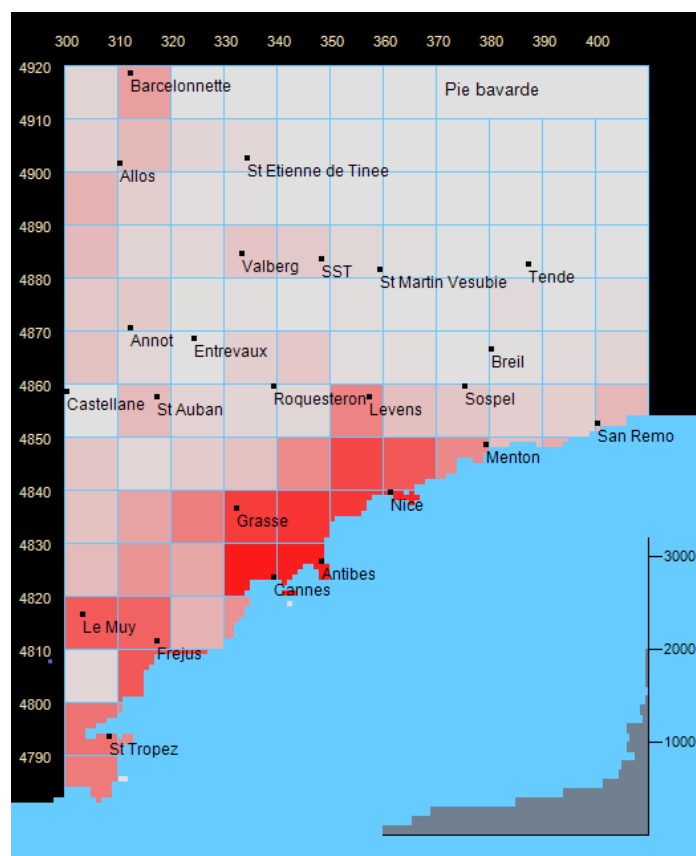 300 310 320 330 340 350 360 370 380 390 400
4920
Pie bavarde
Barcelonnette
4910
4900
St Etienne de Tinee
Allos
4890
Valberg
SST
4880
St Martin Vesubie
Tende
4870
Annot
Entrevaux
Breil
4860
Castellane
St Auban
Roquesteron
Levens
Sospel
4850
San Remo
Menton
4840
Nice
Grasse
4830
3000
Antibes
Cannes
4820
Le Muy
4810
Frejus
2000
4800
St Tropez
1000
4790